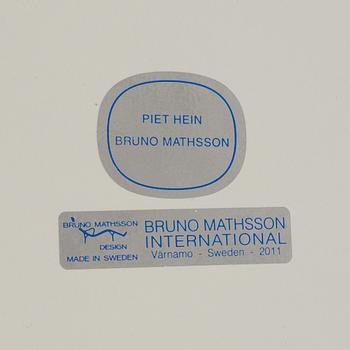 PIET HEIN
BRUNO MATHSSON
BRUNO MATHSSON
DESIGN
MADE IN SWEDEN
BRUNO MATHSSON
INTERNATIONAL
Värnamo - Sweden - 2011